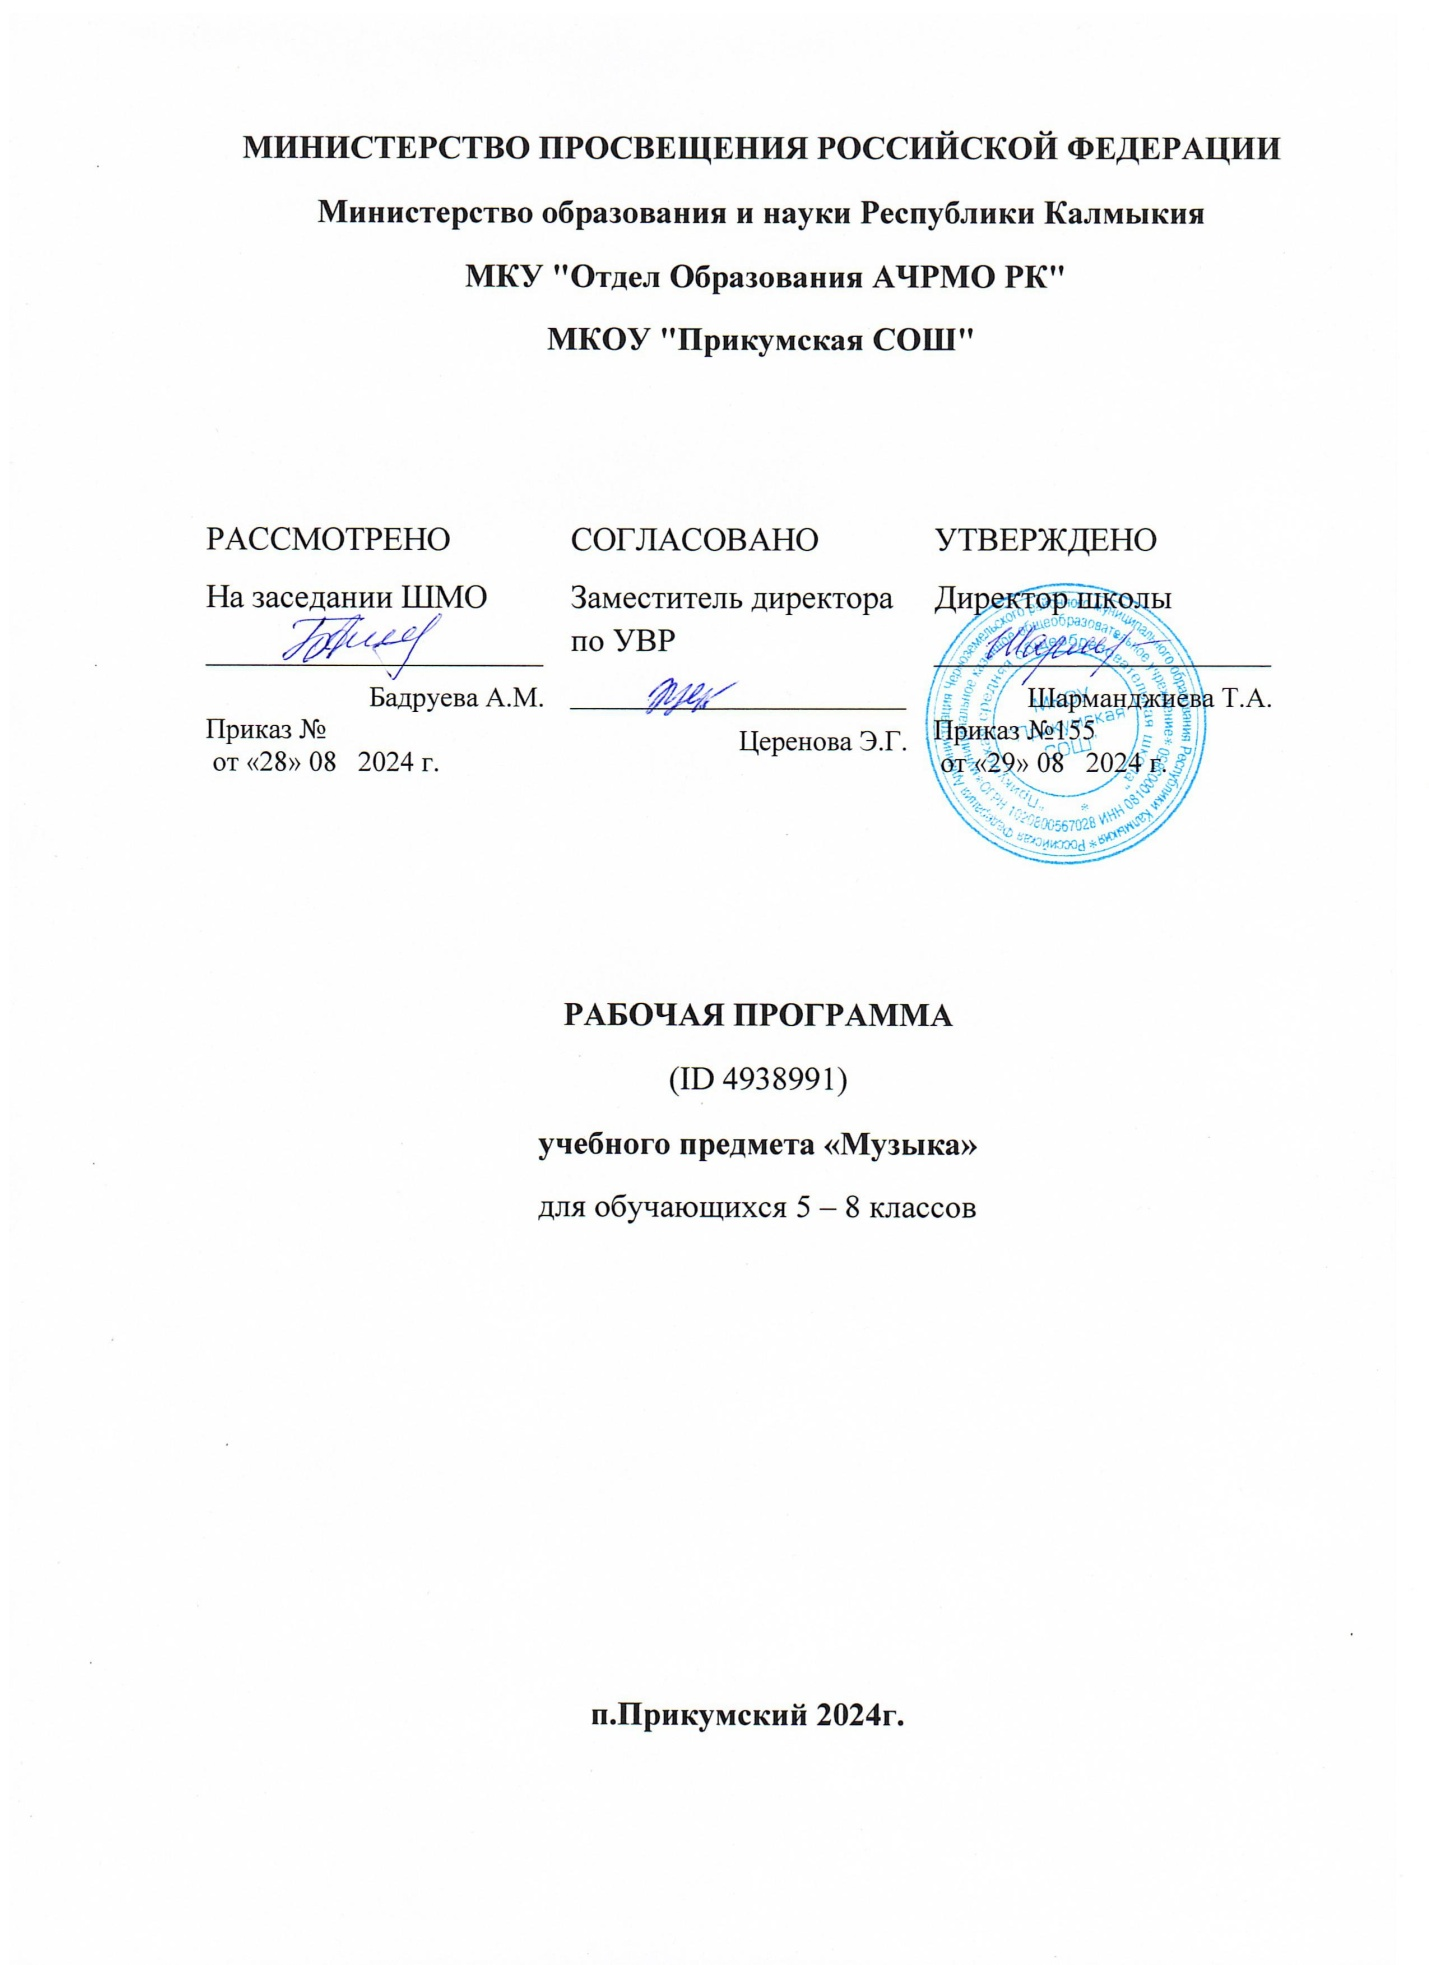 МИНИСТЕРСТВО ПРОСВЕЩЕНИЯ РОССИЙСКОЙ ФЕДЕРАЦИИ
Министерство образования и науки Республики Калмыкия
МКУ "Отдел Образования АЧРМО РК"
МКОУ "Прикумская СОШ"
РАССМОТРЕНО
На заседании ШМО
Бадруева А.М.
Приказ №
от «28» 08 2024 г.
СОГЛАСОВАНО
Заместитель директора
по УВР
Церенова Э.Г.
УТВЕРЖДЕНО
Директор школы
Шарманджиева Т.А.
Приказ №155
от «29» 08 2024 г.
МКОУ
"Прикумская
СОШ"
РАБОЧАЯ ПРОГРАММА
(ID 4938991)
учебного предмета «Музыка»
для обучающихся 5 – 8 классов
п.Прикумский 2024г.